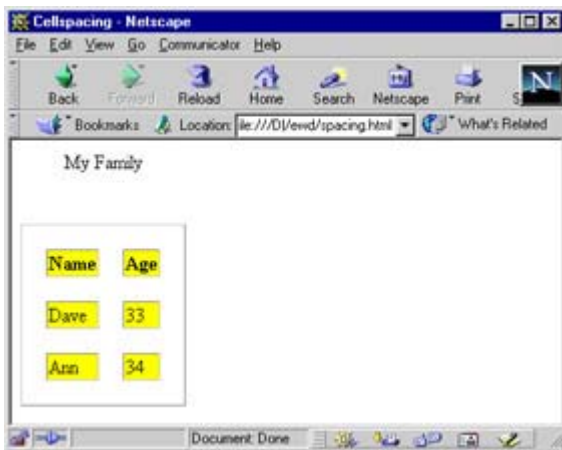 Cellspacing - Netscape
File Edit View Go Communicator Help
Back Forward Reload Home Search Netscape Print S N
Bookmarks Location: ile:///D|/ewd/spacing.html What's Related
My Family
Name Age
Dave 33
Ann 34
Document: Done